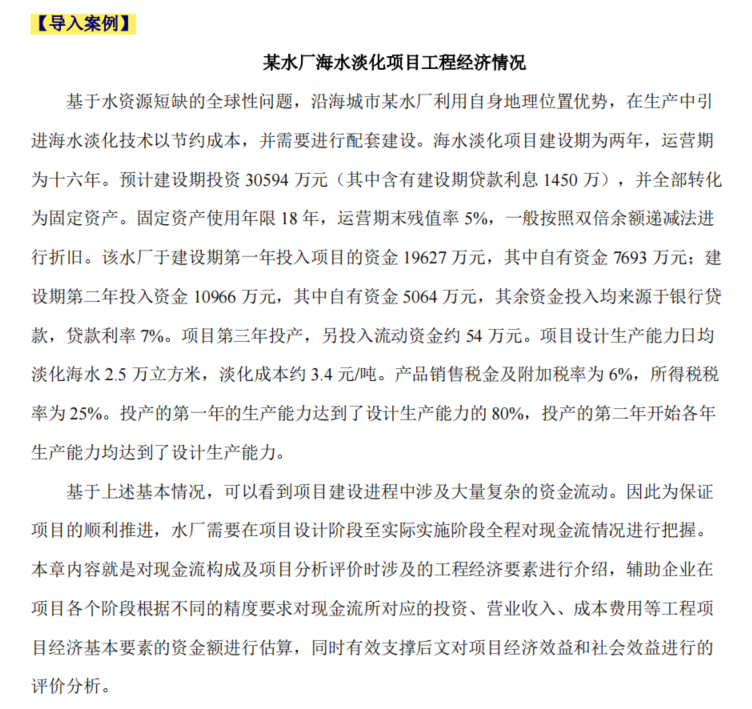 【导入案例】
某水厂海水淡化项目工程经济情况
基于水资源短缺的全球性问题，沿海城市某水厂利用自身地理位置优势，在生产中引
进海水淡化技术以节约成本，并需要进行配套建设。海水淡化项目建设期为两年，运营期
为十六年。预计建设期投资 30594 万元（其中含有建设期贷款利息 1450 万），并全部转化
为固定资产。固定资产使用年限 18 年，运营期末残值率 5%，一般按照双倍余额递减法进
行折旧。该水厂于建设期第一年投入项目的资金 19627 万元，其中自有资金 7693 万元；建
设期第二年投入资金 10966 万元，其中自有资金 5064 万元，其余资金投入均来源于银行贷
款，贷款利率 7%。项目第三年投产，另投入流动资金约 54 万元。项目设计生产能力日均
淡化海水 2.5 万立方米，淡化成本约 3.4 元/吨。产品销售税金及附加税率为 6%，所得税税
率为 25%。投产的第一年的生产能力达到了设计生产能力的 80%，投产的第二年开始各年
生产能力均达到了设计生产能力。
基于上述基本情况，可以看到项目建设进程中涉及大量复杂的资金流动。因此为保证
项目的顺利推进，水厂需要在项目设计阶段至实际实施阶段全程对现金流情况进行把握。
本章内容就是对现金流构成及项目分析评价时涉及的工程经济要素进行介绍，辅助企业在
项目各个阶段根据不同的精度要求对现金流所对应的投资、营业收入、成本费用等工程项
目经济基本要素的资金额进行估算，同时有效支撑后文对项目经济效益和社会效益进行的
评价分析。